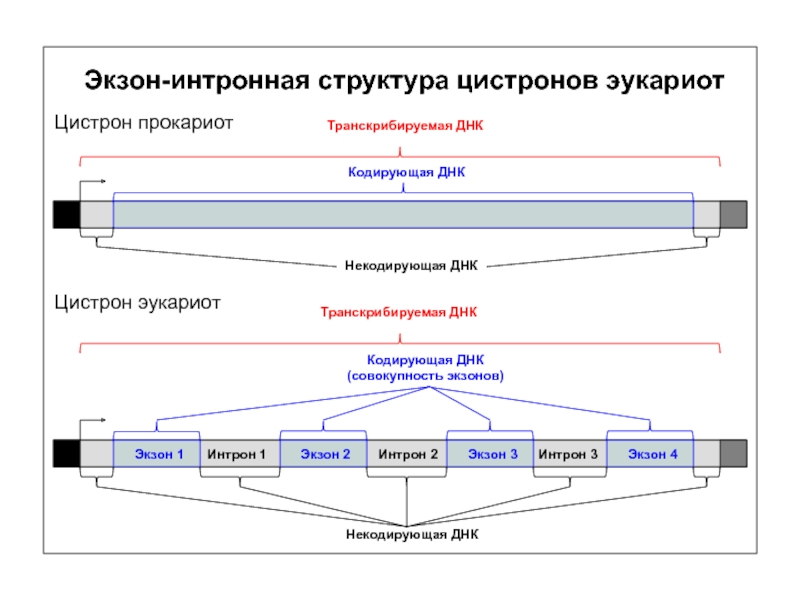 Экзон-интронная структура цистронов эукариот
Цистрон прокариот
Транскрибируемая ДНК
Кодирующая ДНК
Некодирующая ДНК
Цистрон эукариот
Транскрибируемая ДНК
Кодирующая ДНК
(совокупность экзонов)
Экзон 1 Интрон 1 Экзон 2 Интрон 2 Экзон 3 Интрон 3 Экзон 4
Некодирующая ДНК